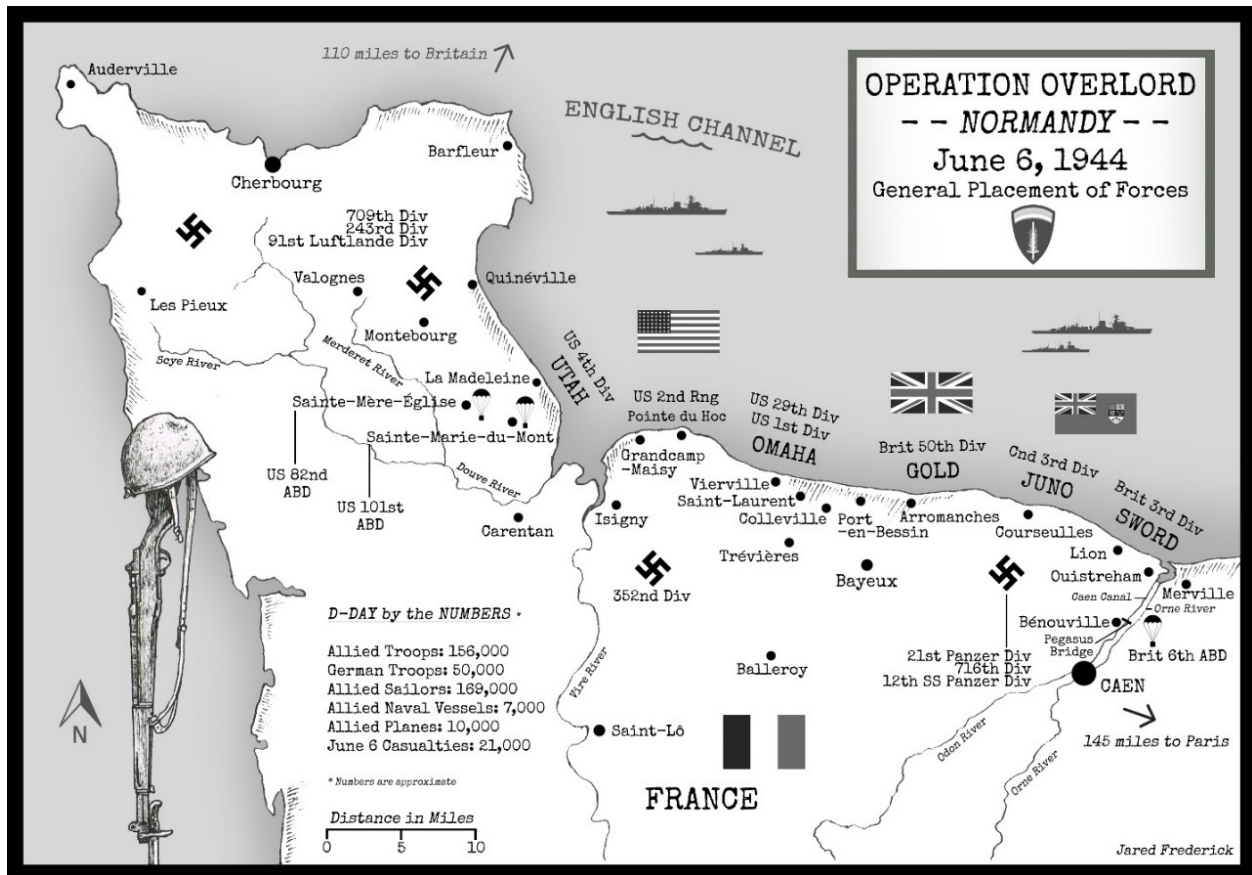 110 miles to Britain
Auderville
ENGLISH CHANNEL
OPERATION OVERLORD
-- NORMANDY --
June 6, 1944
General Placement of Forces
Barfleur
Cherbourg
709th Div
243rd Div
91st Luftlande Div
Valognes
Quinéville
Les Pieux
Montebourg
Scye River
Merderet River
La Madeleine
US 4th Div
UTAH
Sainte-Mère-Église
Sainte-Marie-du-Mont
US 82nd
ABD
US 101st
ABD
Douve River
Carentan
US 2nd Rng
Pointe du Hoc
Grandcamp
-Maisy
Isigny
US 29th Div
US 1st Div
OMAHA
Vierville
Saint-Laurent
Colleville
Port
-en-Bessin
Trévières
Bayeux
352nd Div
Brit 50th Div
GOLD
Arromanches
Cnd 3rd Div
JUNO
Courseulles
Brit 3rd Div
SWORD
Lion
Ouistreham
Caen Canal
Merville
Orne River
Bénouville
Pegasus
Bridge
Brit 6th ABD
21st Panzer Div
716th Div
12th SS Panzer Div
CAEN
145 miles to Paris
Balleroy
Vire River
Saint-Lô
Odon River
Orne River
FRANCE
D-DAY by the NUMBERS *
Allied Troops: 156,000
German Troops: 50,000
Allied Sailors: 169,000
Allied Naval Vessels: 7,000
Allied Planes: 10,000
June 6 Casualties: 21,000
* Numbers are approximate
Distance in Miles
0 5 10
N
Jared Frederick